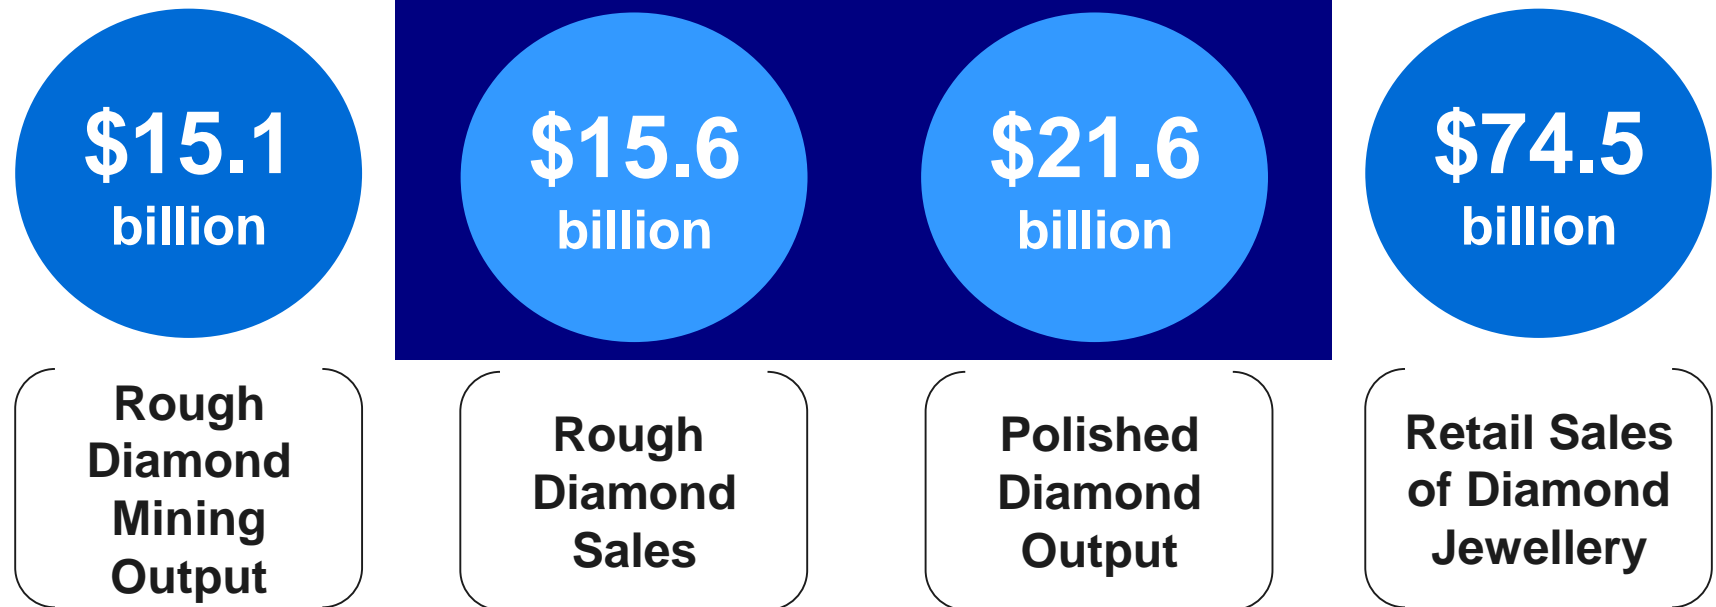 $15.1
billion
$15.6
billion
$21.6
billion
$74.5
billion
Rough
Diamond
Mining
Output
Rough
Diamond
Sales
Polished
Diamond
Output
Retail Sales
of Diamond
Jewellery